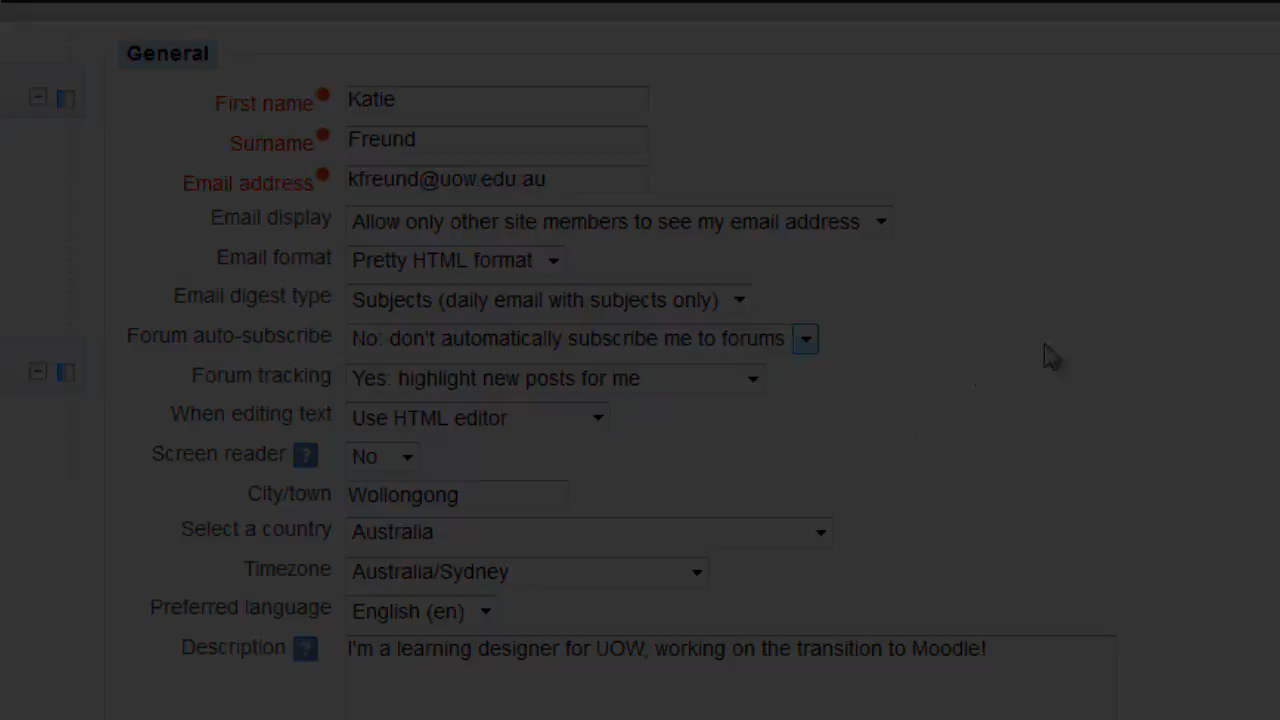 General
First name Katie
Surname Freund
Email address kfreund@uow.edu.au
Email display Allow only other site members to see my email address
Email format Pretty HTML format
Email digest type Subjects (daily email with subjects only)
Forum auto-subscribe No: don't automatically subscribe me to forums
Forum tracking Yes: highlight new posts for me
When editing text Use HTML editor
Screen reader ? No
City/town Wollongong
Select a country Australia
Timezone Australia/Sydney
Preferred language English (en)
Description ? I'm a learning designer for UOW, working on the transition to Moodle!